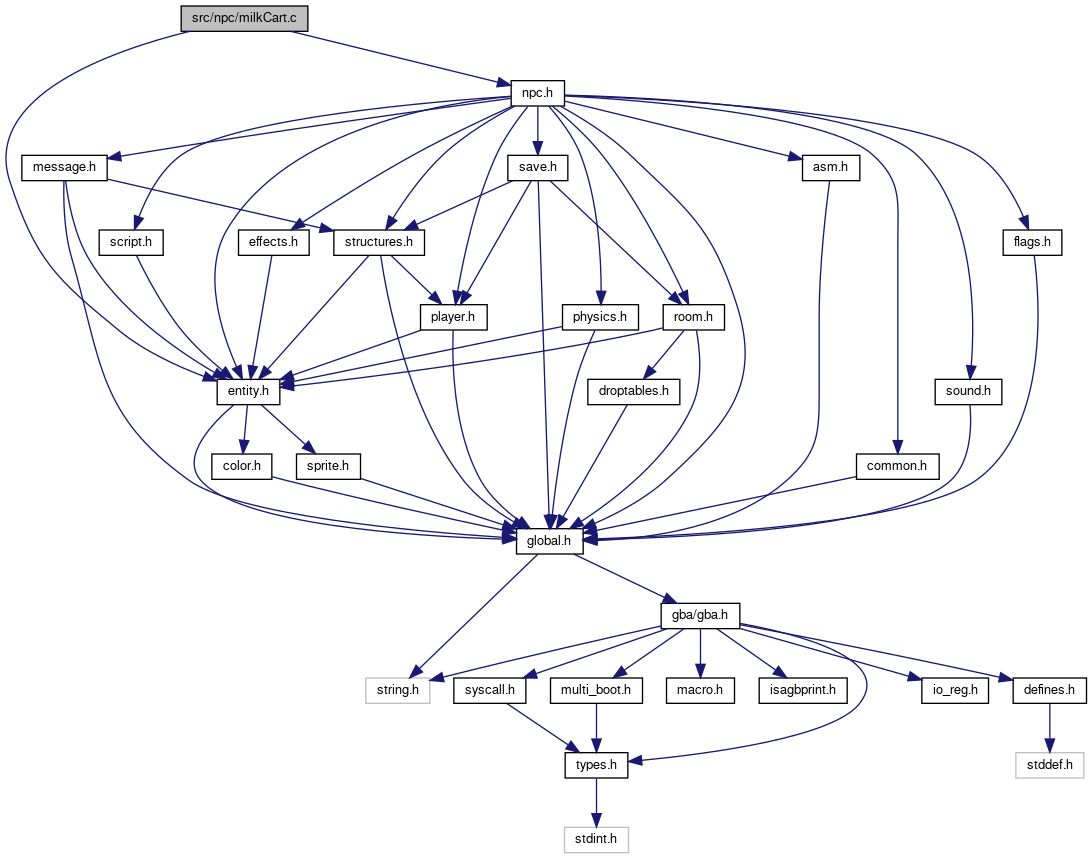 src/npc/milkCart.c
npc.h
message.h
save.h
asm.h
script.h
effects.h
structures.h
flags.h
player.h
physics.h
room.h
entity.h
droptables.h
sound.h
color.h
sprite.h
common.h
global.h
gba/gba.h
string.h
syscall.h
multi_boot.h
macro.h
isagbprint.h
io_reg.h
defines.h
types.h
stddef.h
stdint.h